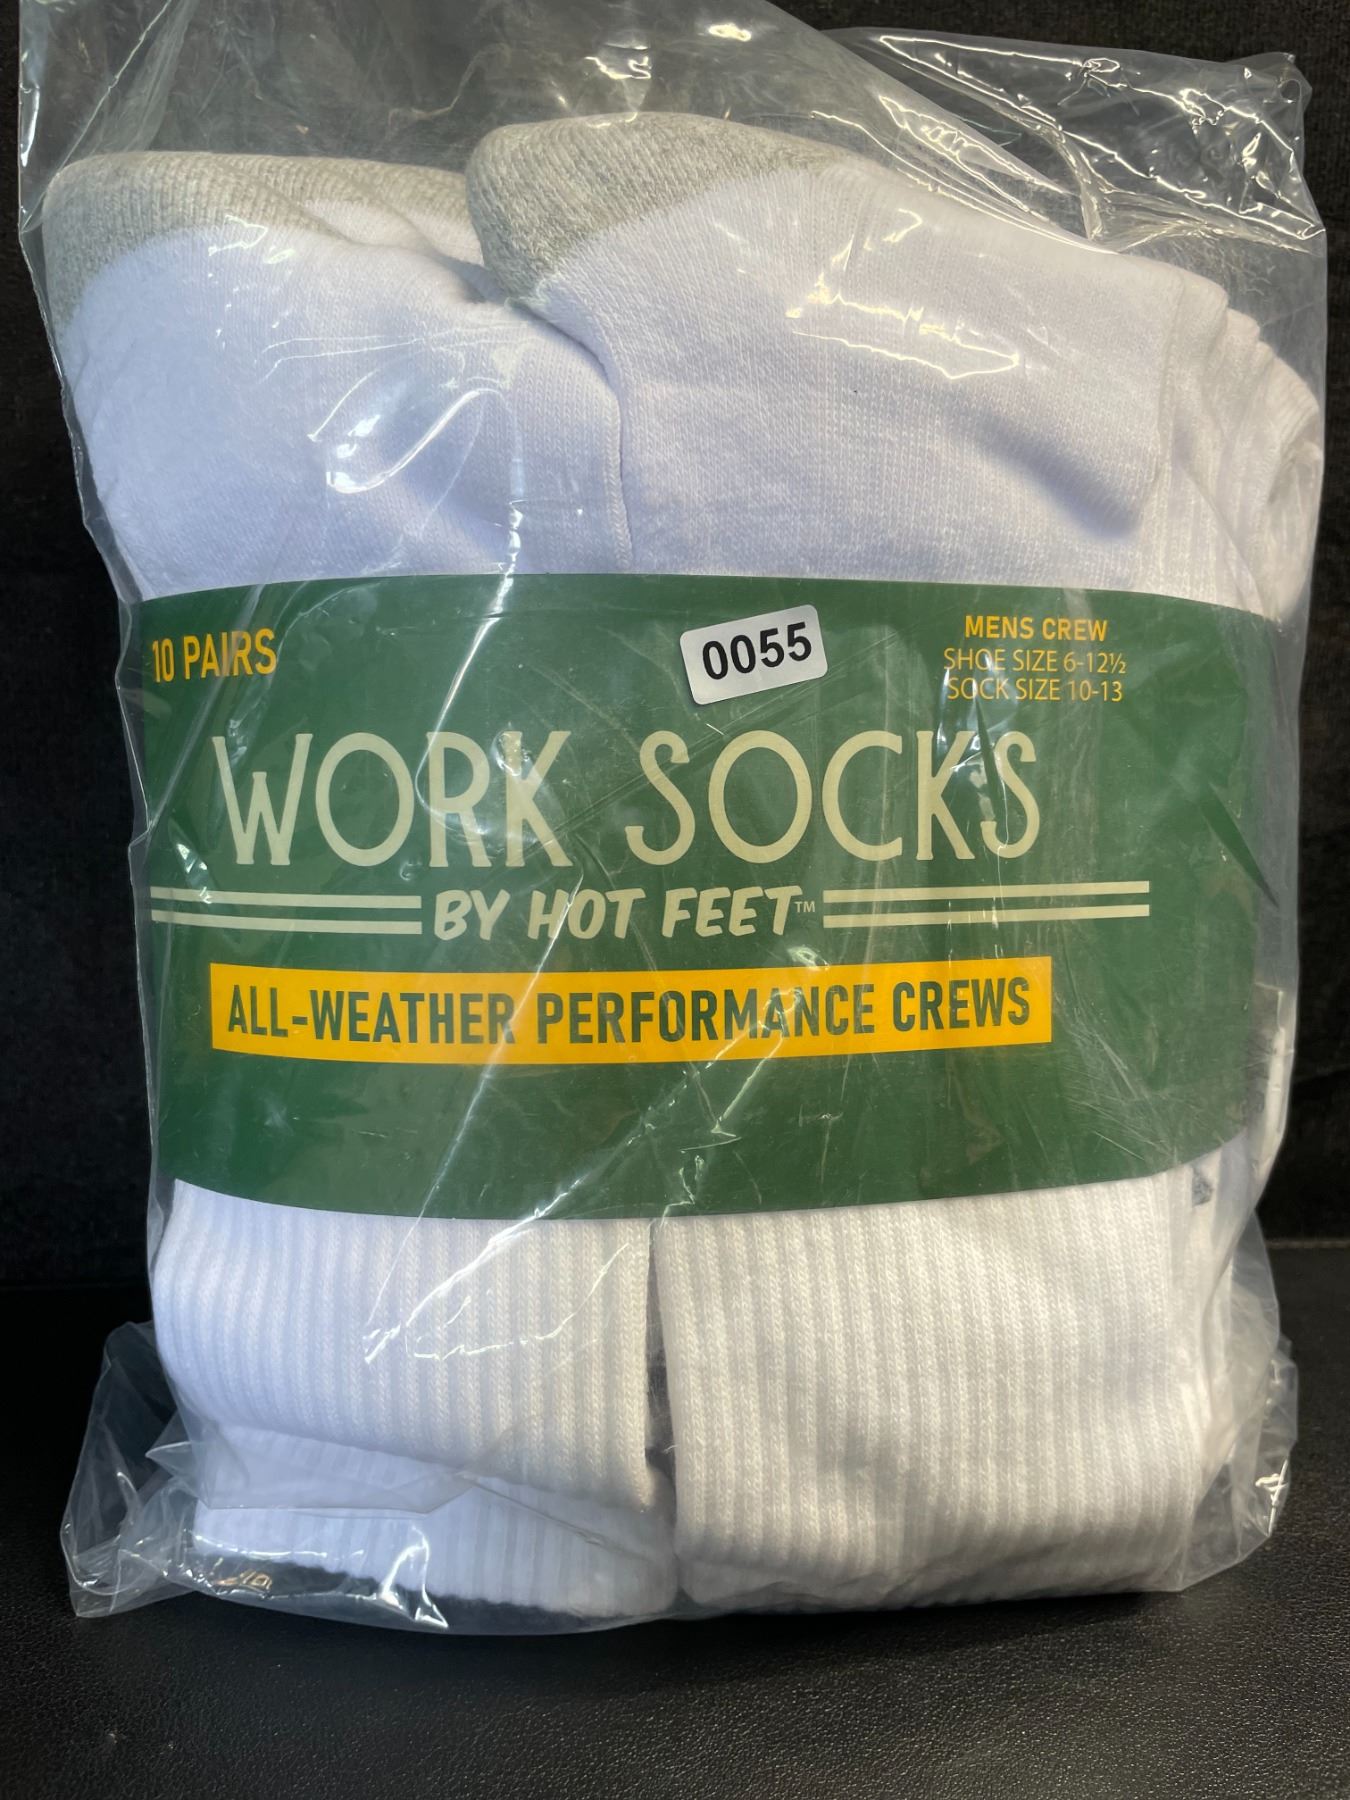 10 PAIRS
0055
MENS CREW
SHOE SIZE 6-12½
SOCK SIZE 10-13
WORK SOCKS
BY HOT FEET™
ALL-WEATHER PERFORMANCE CREWS